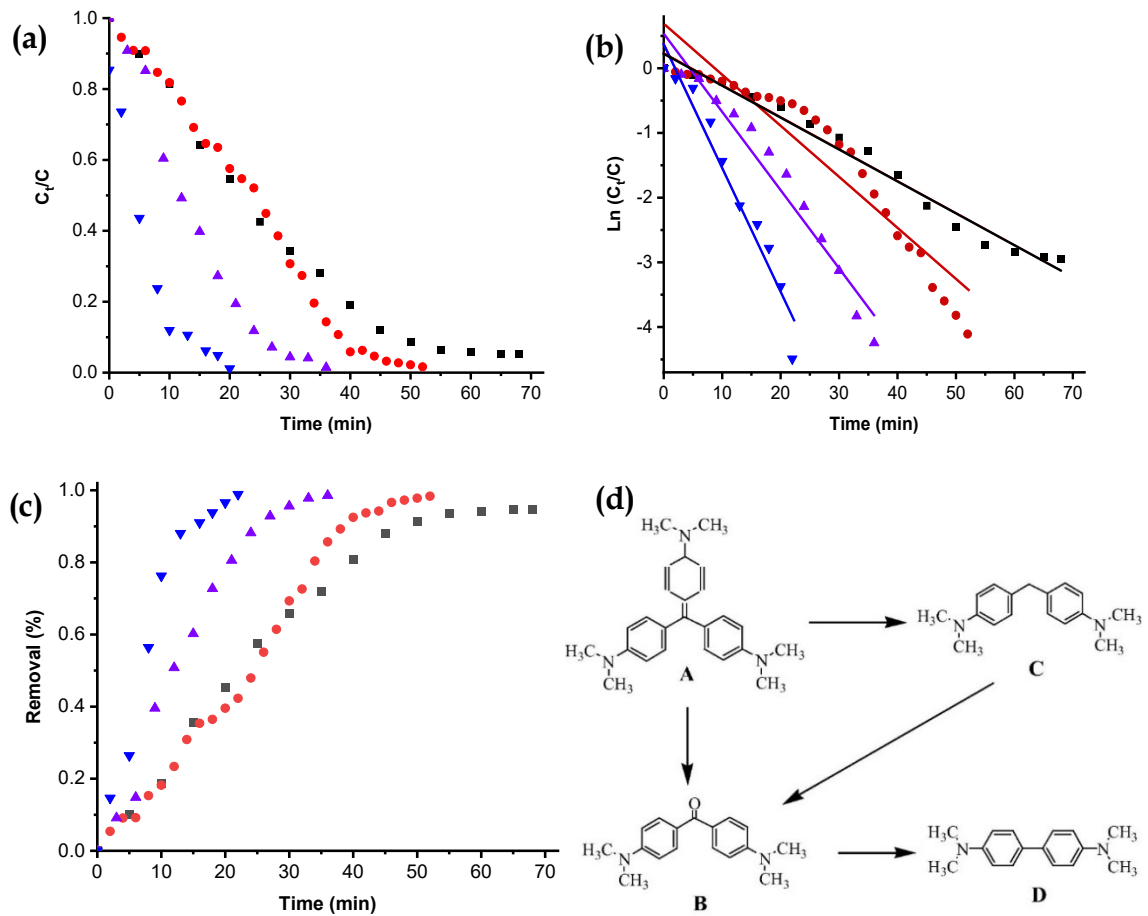 (a)
1.0
0.8
0.6
0.4
0.2
0.0
Cₜ/C
0 10 20 30 40 50 60 70
Time (min)
(b)
0
-1
-2
-3
-4
Ln (Cₜ/C)
0 10 20 30 40 50 60 70
Time (min)
(c)
1.0
0.8
0.6
0.4
0.2
0.0
Removal (%)
0 10 20 30 40 50 60 70
Time (min)
(d)
CH₃
H₃C N
H₃C N
CH₃
A
N CH₃
CH₃
H₃C N
CH₃
C
N CH₃
CH₃
O
H₃C N
CH₃
B
N CH₃
CH₃
H₃C
N
H₃C
D
CH₃
N
CH₃